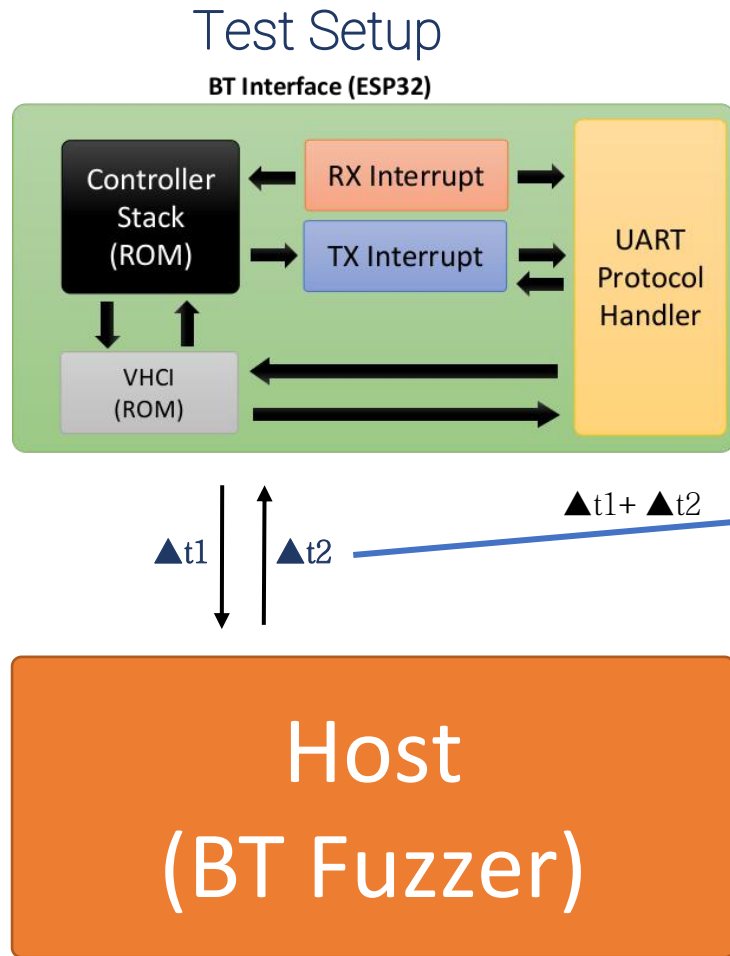 Test Setup
BT Interface (ESP32)
Controller
Stack
(ROM)
RX Interrupt
TX Interrupt
UART
Protocol
Handler
VHCI
(ROM)
▲t1+ ▲t2
▲t1
▲t2
Host
(BT Fuzzer)